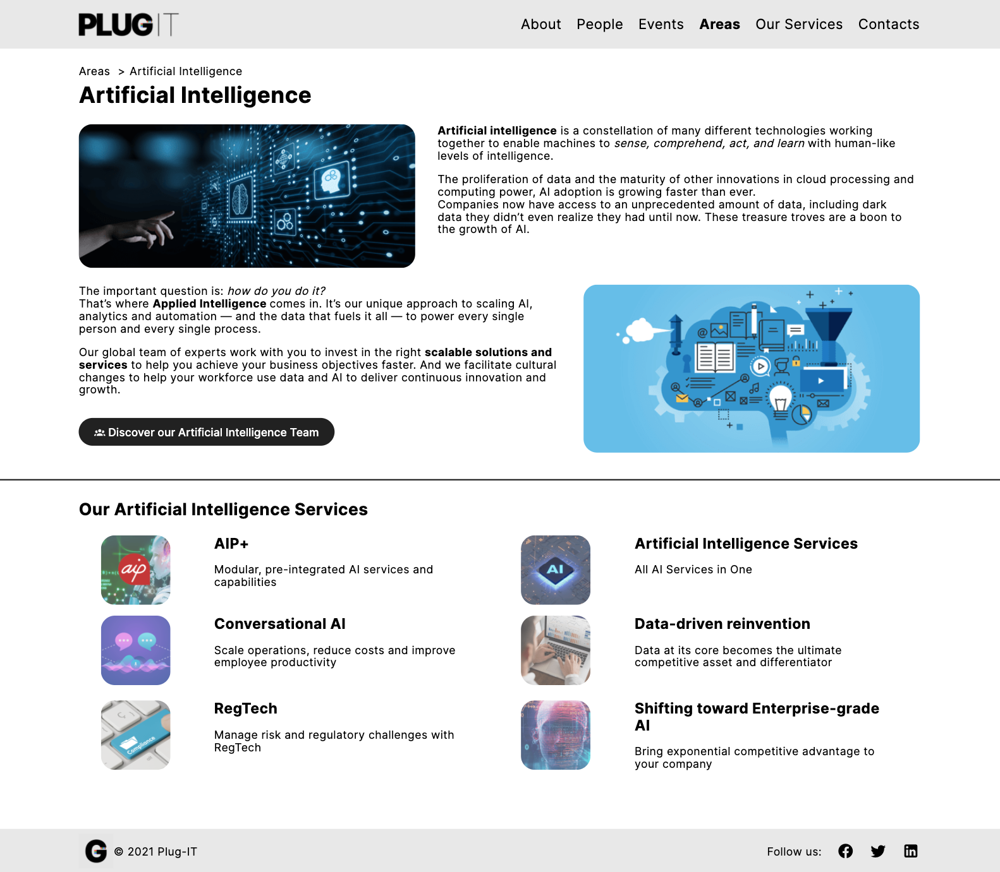 PLUGIT
About People Events Areas Our Services Contacts
Areas > Artificial Intelligence
Artificial Intelligence
Artificial intelligence is a constellation of many different technologies working
together to enable machines to sense, comprehend, act, and learn with human-like
levels of intelligence.
The proliferation of data and the maturity of other innovations in cloud processing and
computing power, AI adoption is growing faster than ever.
Companies now have access to an unprecedented amount of data, including dark
data they didn’t even realize they had until now. These treasure troves are a boon to
the growth of AI.
The important question is: how do you do it?
That’s where Applied Intelligence comes in. It’s our unique approach to scaling AI,
analytics and automation — and the data that fuels it all — to power every single
person and every single process.
Our global team of experts work with you to invest in the right scalable solutions and
services to help you achieve your business objectives faster. And we facilitate cultural
changes to help your workforce use data and AI to deliver continuous innovation and
growth.
Discover our Artificial Intelligence Team
Our Artificial Intelligence Services
aip
AIP+
Modular, pre-integrated AI services and
capabilities
AI
Artificial Intelligence Services
All AI Services in One
Conversational AI
Scale operations, reduce costs and improve
employee productivity
Data-driven reinvention
Data at its core becomes the ultimate
competitive asset and differentiator
Compliance
RegTech
Manage risk and regulatory challenges with
RegTech
Shifting toward Enterprise-grade
AI
Bring exponential competitive advantage to
your company
G © 2021 Plug-IT
Follow us: